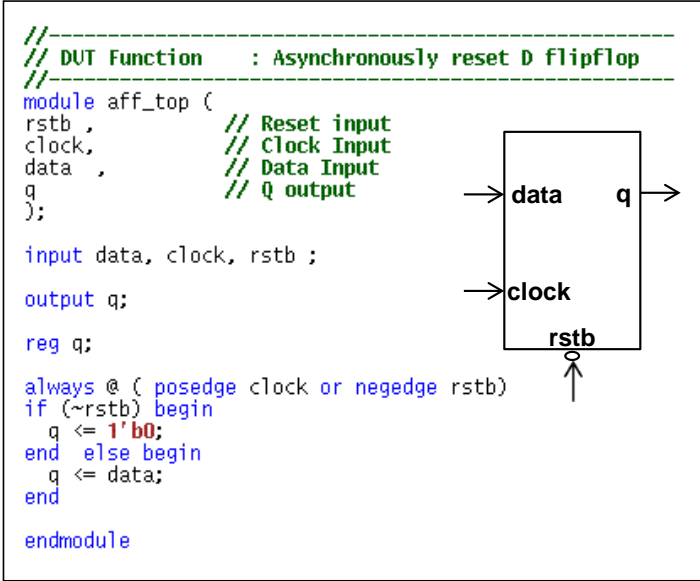 //-----------------------------------------------------
// DUT Function    : Asynchronously reset D flipflop
//-----------------------------------------------------
module aff_top (
rstb ,           // Reset input
clock,           // Clock Input
data  ,          // Data Input
q                // Q output
);
input data, clock, rstb ;
output q;
reg q;
always @ ( posedge clock or negedge rstb)
if (~rstb) begin
  q <= 1'b0;
end  else begin
  q <= data;
end
endmodule
data q
clock
rstb